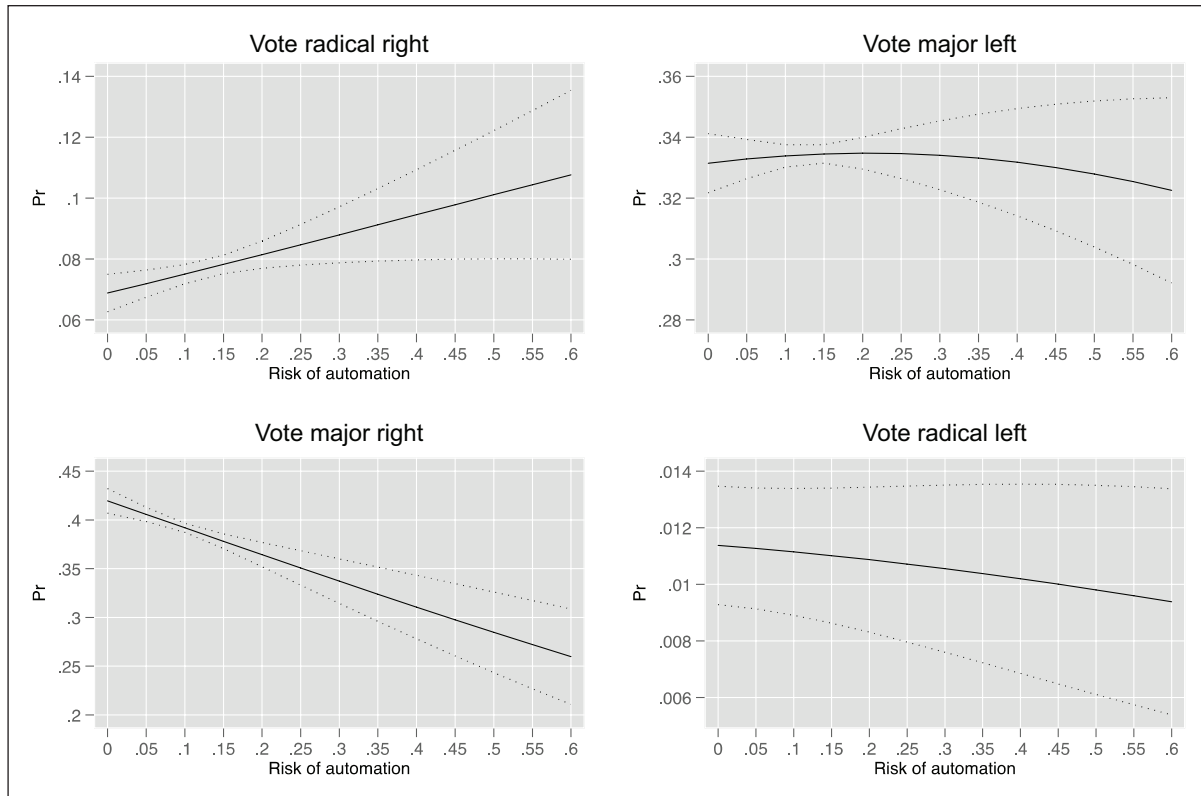 Vote radical right
Pr
.14
.12
.1
.08
.06
0 .05 .1 .15 .2 .25 .3 .35 .4 .45 .5 .55 .6
Risk of automation
Vote major left
Pr
.36
.34
.32
.3
.28
0 .05 .1 .15 .2 .25 .3 .35 .4 .45 .5 .55 .6
Risk of automation
Vote major right
Pr
.45
.4
.35
.3
.25
.2
0 .05 .1 .15 .2 .25 .3 .35 .4 .45 .5 .55 .6
Risk of automation
Vote radical left
Pr
.014
.012
.01
.008
.006
0 .05 .1 .15 .2 .25 .3 .35 .4 .45 .5 .55 .6
Risk of automation